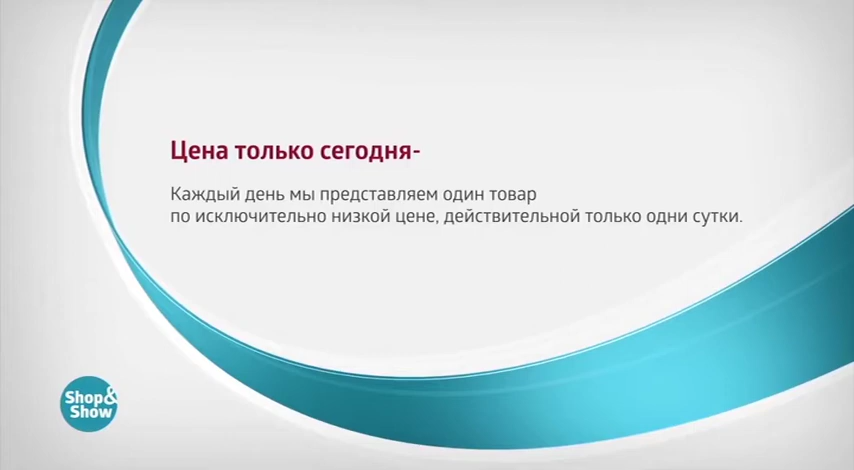 Цена только сегодня-
Каждый день мы представляем один товар
по исключительно низкой цене, действительной только одни сутки.
Shop&
Show